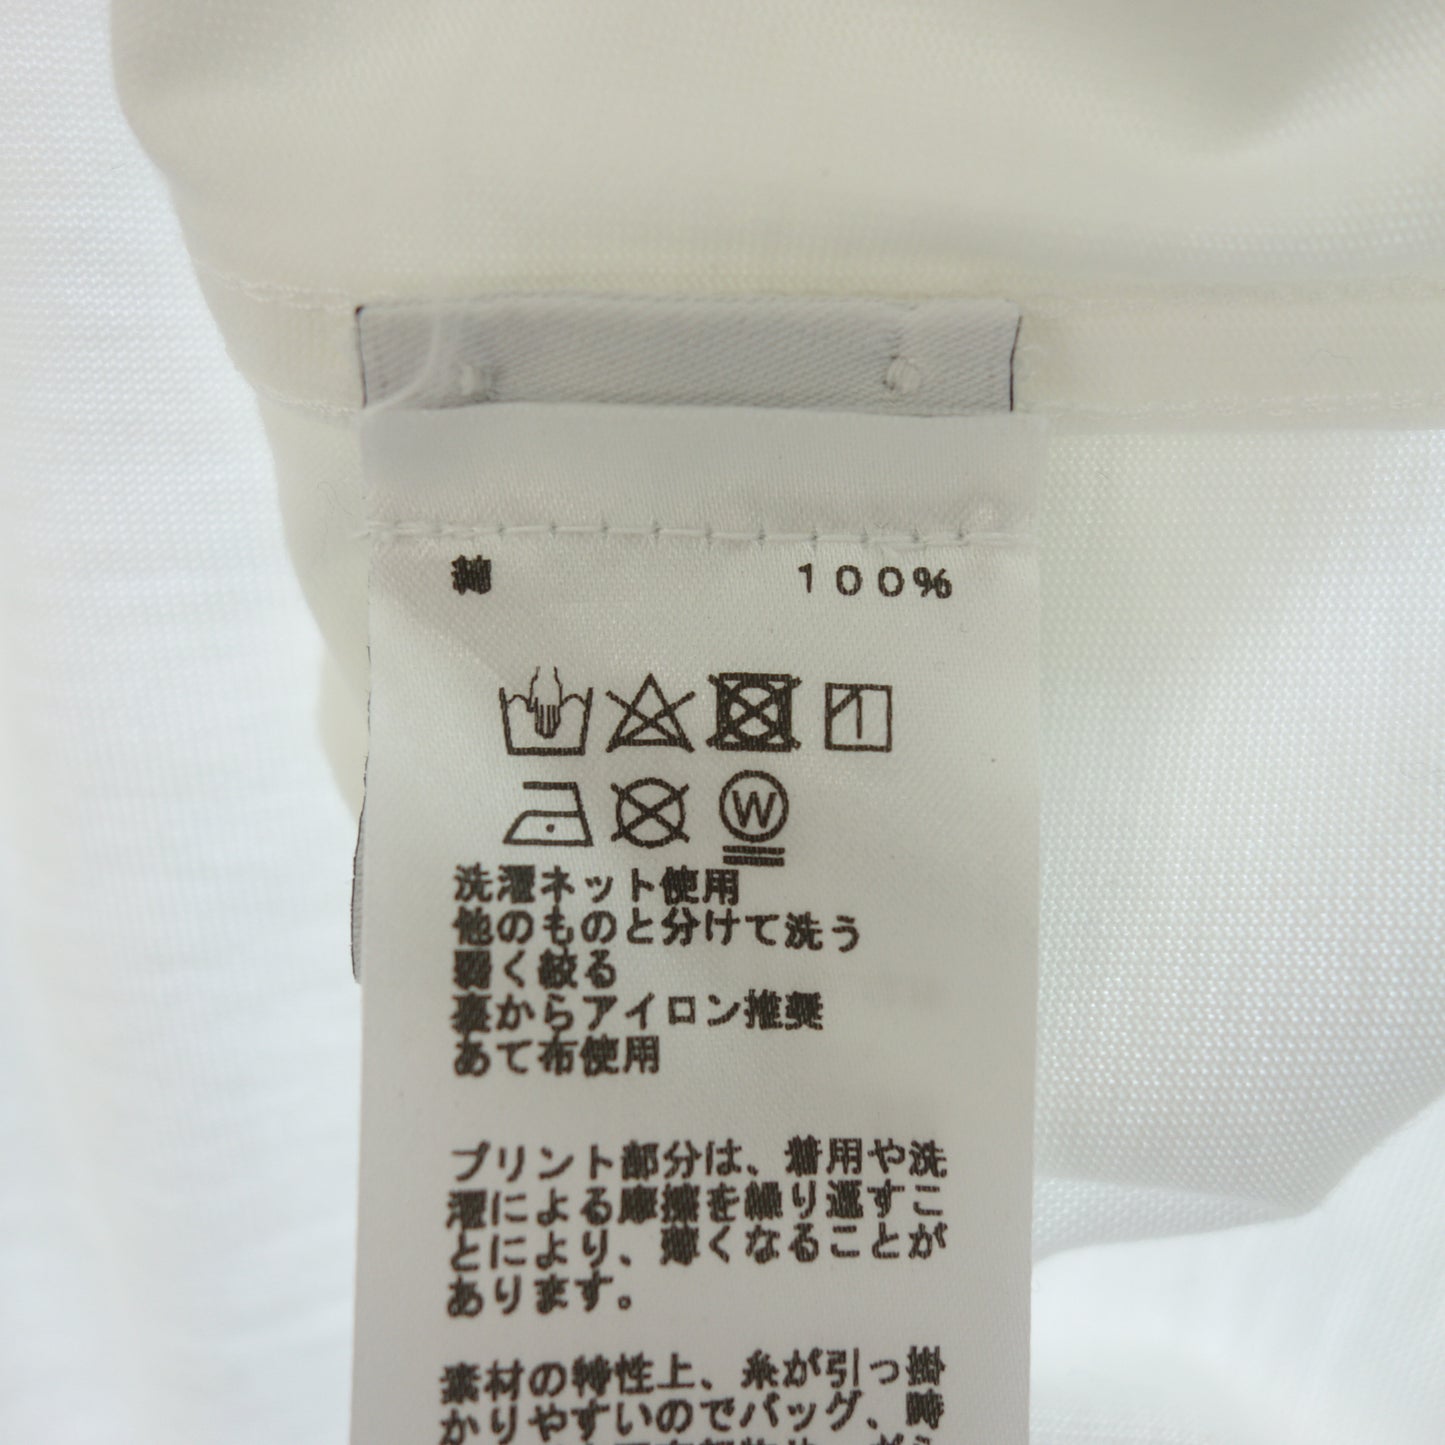 綿 100%
W
洗濯ネット使用
他のものと分けて洗う
弱く絞る
裏からアイロン推奨
あて布使用
プリント部分は、着用や洗
濯による摩擦を繰り返すこ
とにより、薄くなることが
あります。
素材の特性上、糸が引っ掛
かりやすいのでバッグ、時